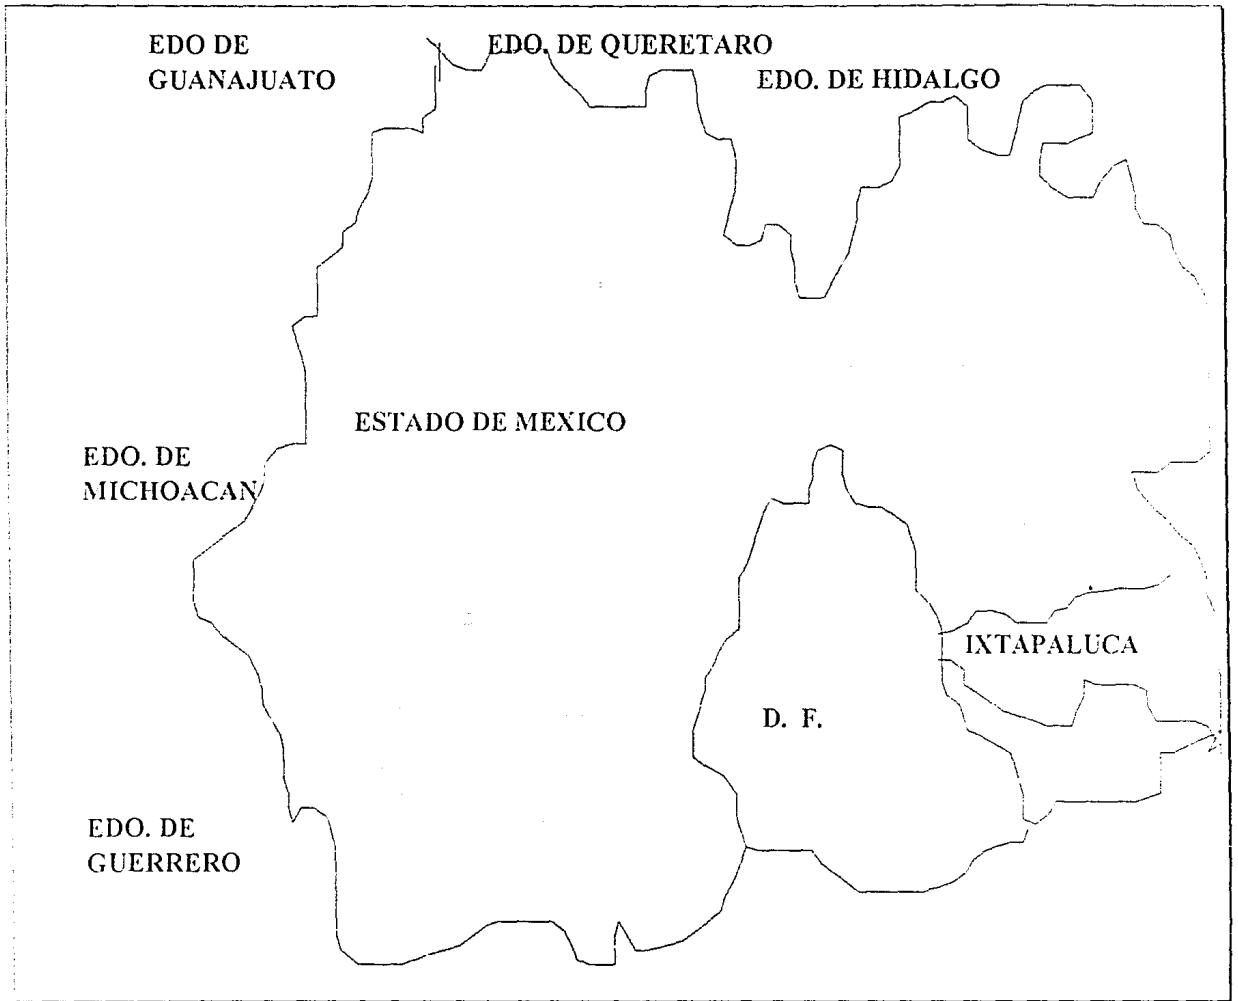 EDO DE
GUANAJUATO
EDO. DE QUERETARO
EDO. DE HIDALGO
ESTADO DE MEXICO
EDO. DE
MICHOACAN
IXTAPALUCA
D. F.
EDO. DE
GUERRERO